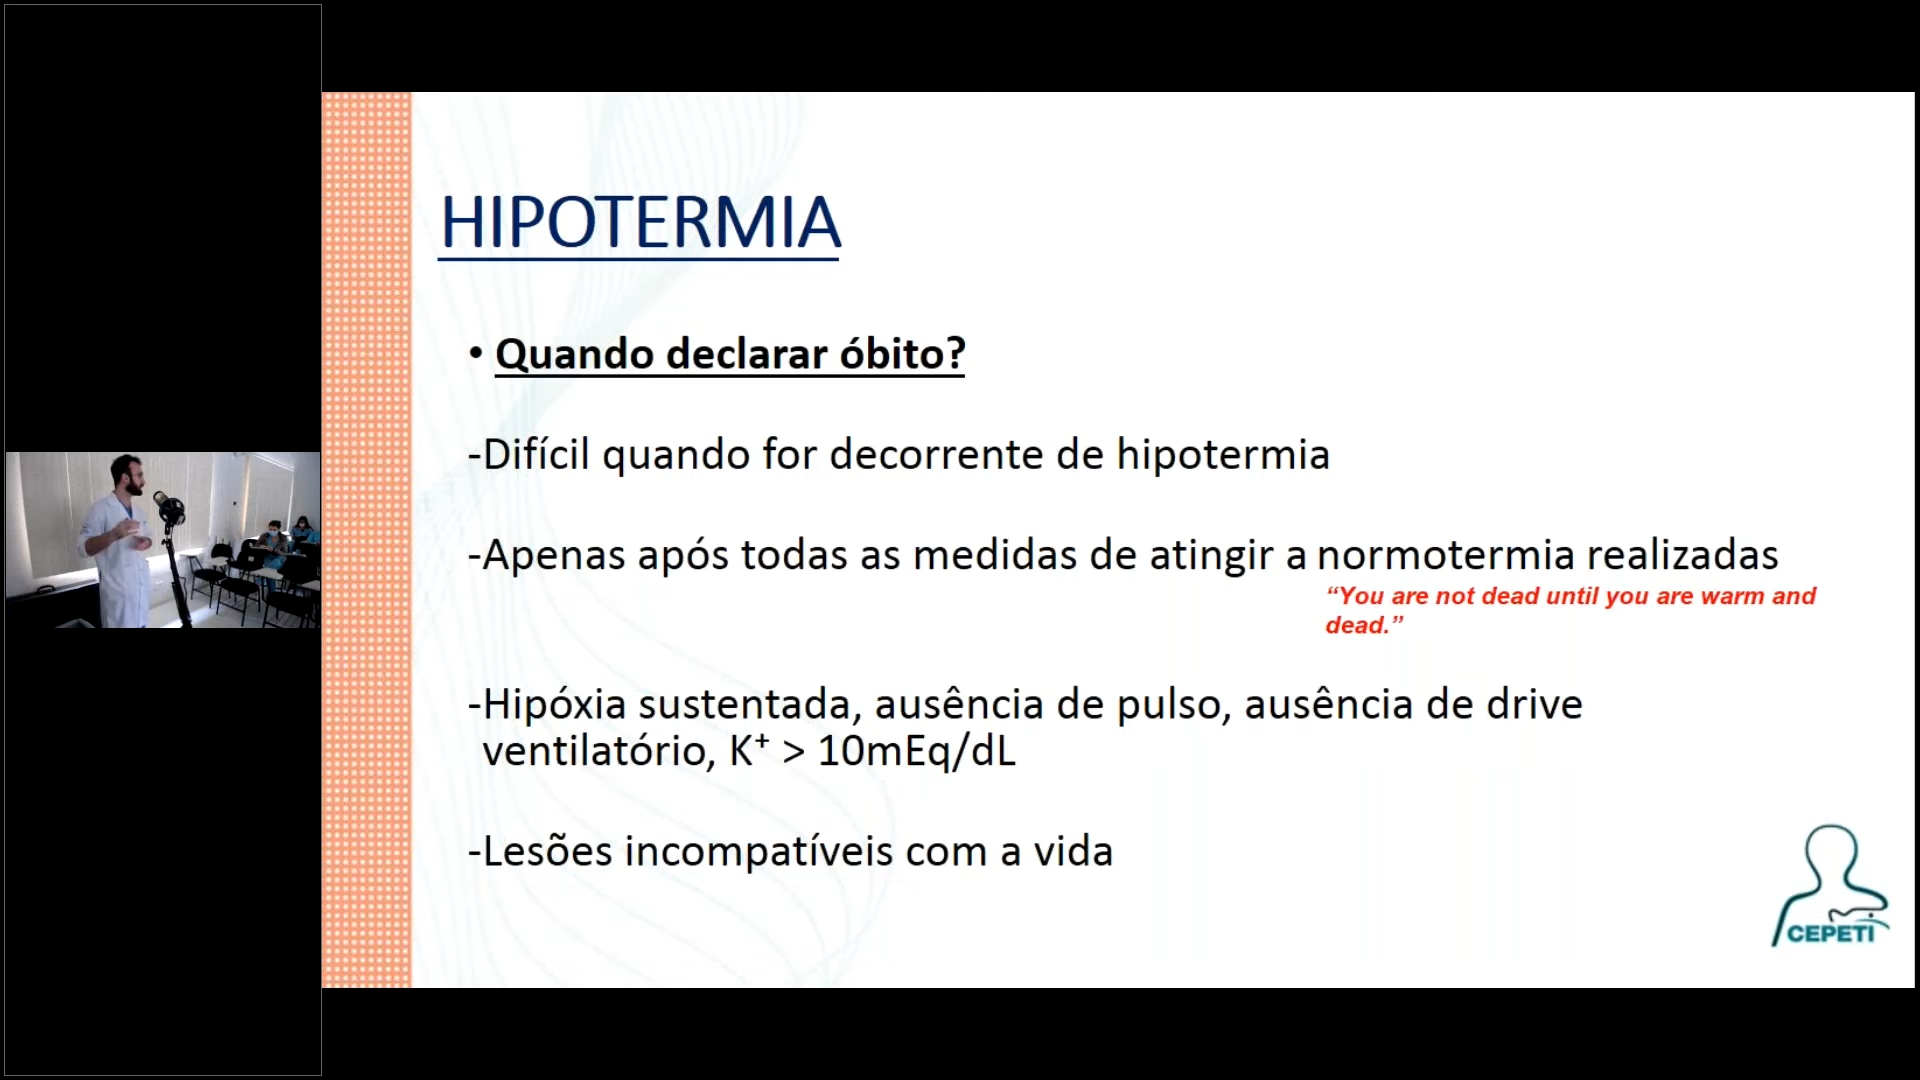 HIPOTERMIA
• Quando declarar óbito?
-Difícil quando for decorrente de hipotermia
-Apenas após todas as medidas de atingir a normotermia realizadas
“You are not dead until you are warm and
dead.”
-Hipóxia sustentada, ausência de pulso, ausência de drive
ventilatório, K⁺ > 10mEq/dL
-Lesões incompatíveis com a vida
CEPETI